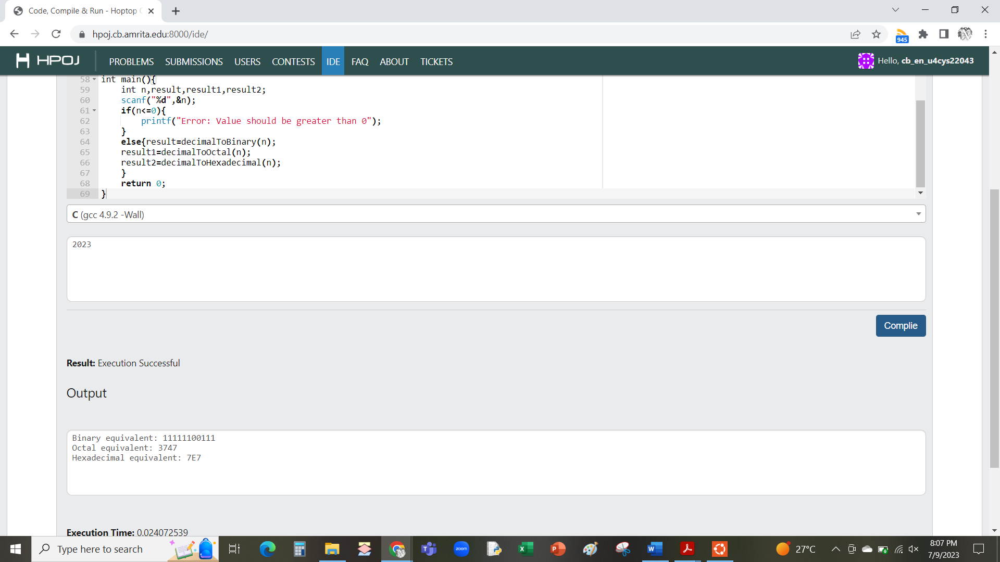 Code, Compile & Run - Hoptop
hpoj.cb.amrita.edu:8000/ide/
945
HPOJ
PROBLEMS SUBMISSIONS USERS CONTESTS IDE FAQ ABOUT TICKETS
Hello, cb_en_u4cys22043
58 int main(){
59 int n,result,result1,result2;
60 scanf("%d",&n);
61 if(n<=0){
62 printf("Error: Value should be greater than 0");
63 }
64 else{result=decimalToBinary(n);
65 result1=decimalToOctal(n);
66 result2=decimalToHexadecimal(n);
67 }
68 return 0;
69 }
C (gcc 4.9.2 -Wall)
2023
Complie
Result: Execution Successful
Output
Binary equivalent: 11111100111
Octal equivalent: 3747
Hexadecimal equivalent: 7E7
Execution Time: 0.024072539
Type here to search
zoom
27°C
8:07 PM
7/9/2023